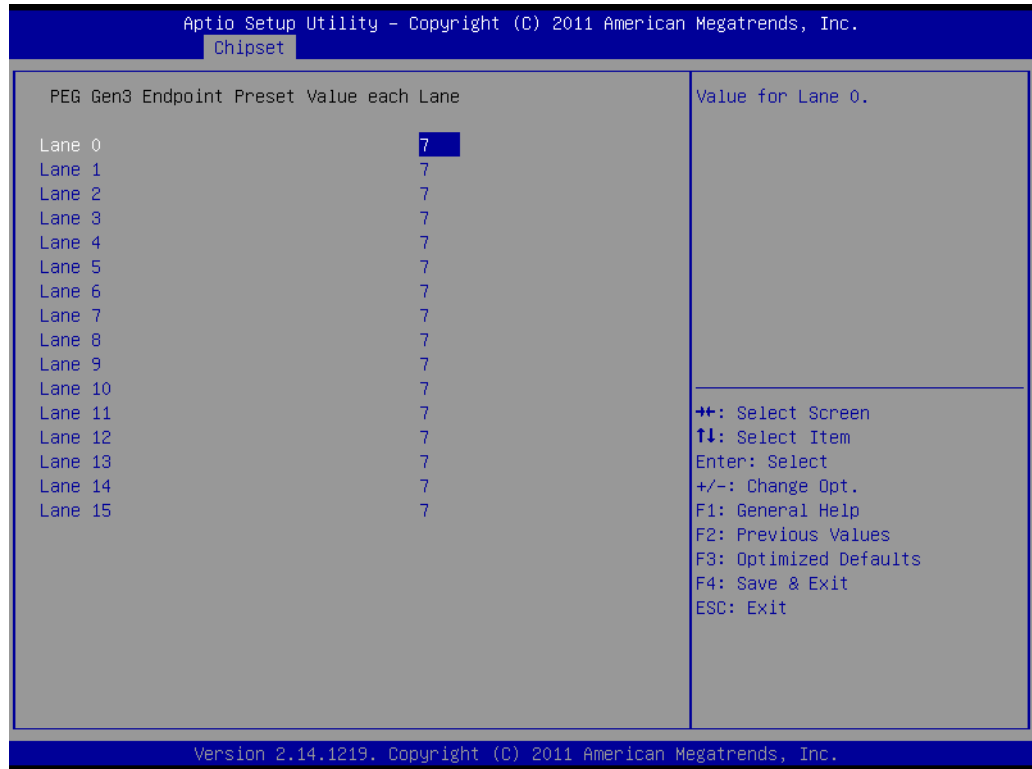 Aptio Setup Utility – Copyright (C) 2011 American Megatrends, Inc.
Chipset
PEG Gen3 Endpoint Preset Value each Lane
Lane 0 7
Lane 1 7
Lane 2 7
Lane 3 7
Lane 4 7
Lane 5 7
Lane 6 7
Lane 7 7
Lane 8 7
Lane 9 7
Lane 10 7
Lane 11 7
Lane 12 7
Lane 13 7
Lane 14 7
Lane 15 7
Value for Lane 0.
→←: Select Screen
↑↓: Select Item
Enter: Select
+/-: Change Opt.
F1: General Help
F2: Previous Values
F3: Optimized Defaults
F4: Save & Exit
ESC: Exit
Version 2.14.1219. Copyright (C) 2011 American Megatrends, Inc.